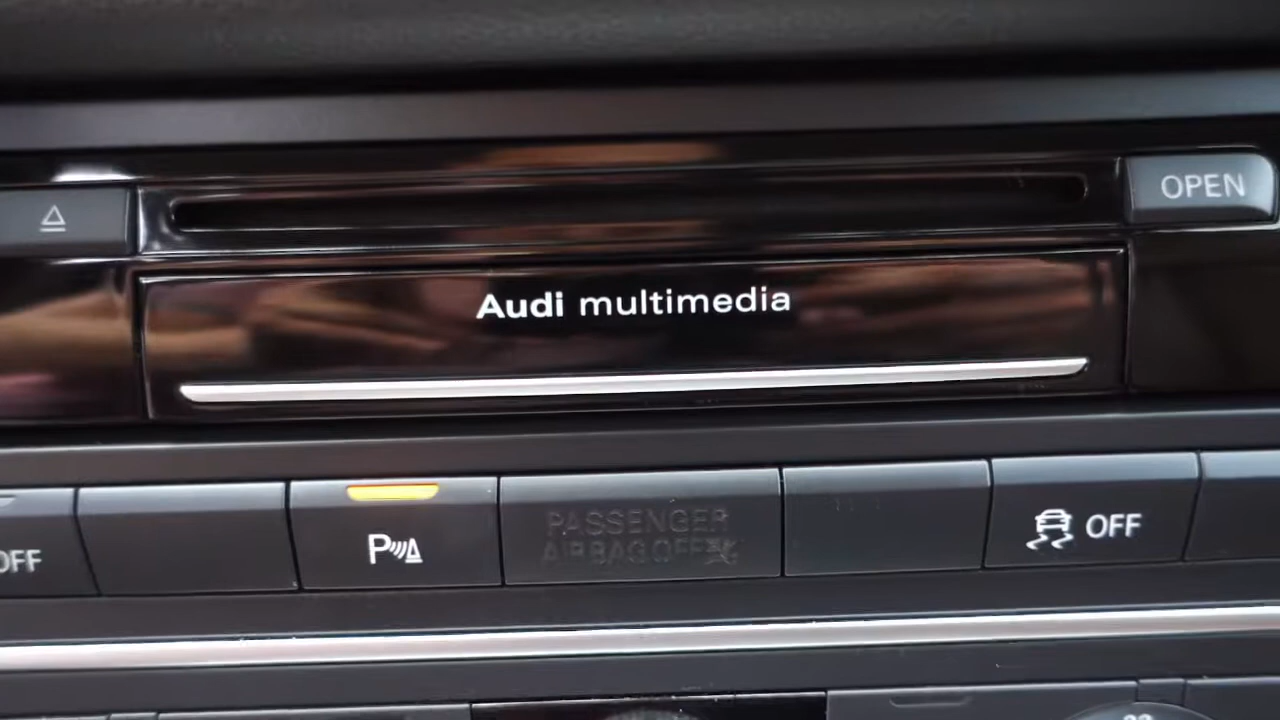 OPEN
Audi multimedia
OFF
P
PASSENGER
AIRBAG OFF
OFF